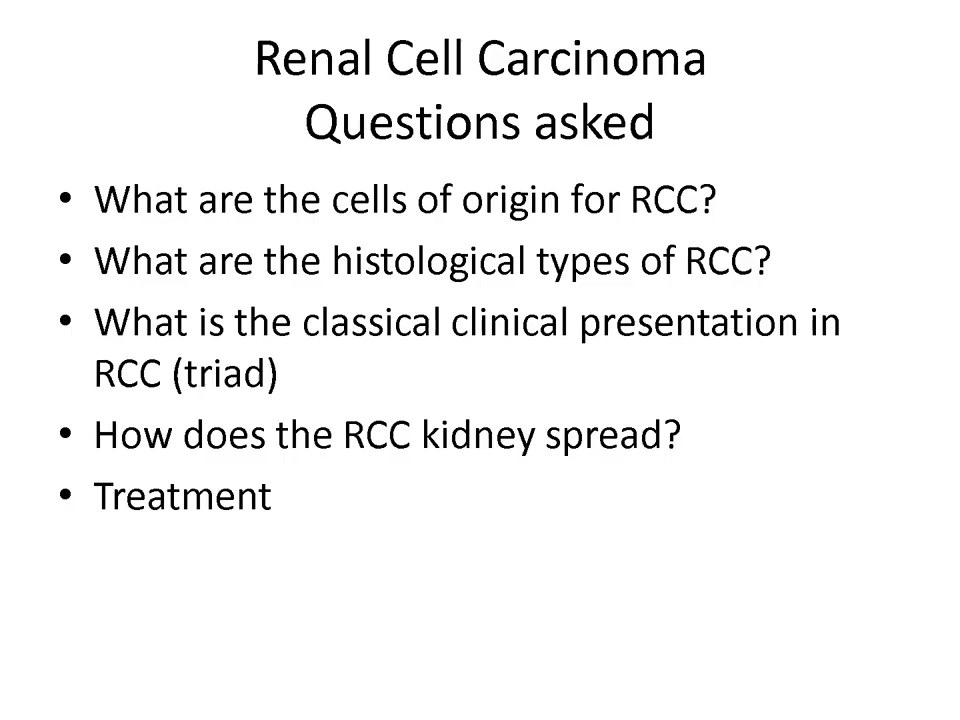 Renal Cell Carcinoma
Questions asked
• What are the cells of origin for RCC?
• What are the histological types of RCC?
• What is the classical clinical presentation in
RCC (triad)
• How does the RCC kidney spread?
• Treatment